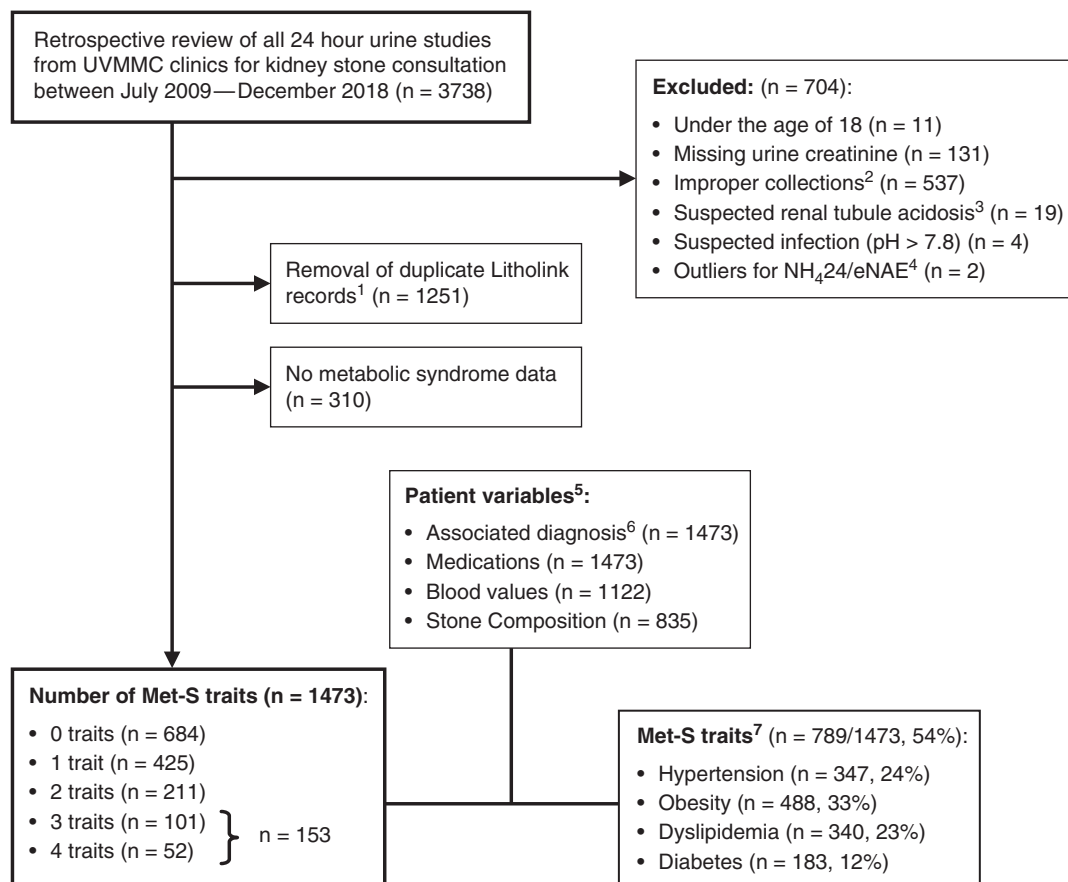 Retrospective review of all 24 hour urine studies
from UVMMC clinics for kidney stone consultation
between July 2009—December 2018 (n = 3738)
Excluded: (n = 704):
• Under the age of 18 (n = 11)
• Missing urine creatinine (n = 131)
• Improper collections² (n = 537)
• Suspected renal tubule acidosis³ (n = 19)
• Suspected infection (pH > 7.8) (n = 4)
• Outliers for NH₄24/eNAE⁴ (n = 2)
Removal of duplicate Litholink
records¹ (n = 1251)
No metabolic syndrome data
(n = 310)
Patient variables⁵:
• Associated diagnosis⁶ (n = 1473)
• Medications (n = 1473)
• Blood values (n = 1122)
• Stone Composition (n = 835)
Number of Met-S traits (n = 1473):
• 0 traits (n = 684)
• 1 trait (n = 425)
• 2 traits (n = 211)
• 3 traits (n = 101)
• 4 traits (n = 52)
n = 153
Met-S traits⁷ (n = 789/1473, 54%):
• Hypertension (n = 347, 24%)
• Obesity (n = 488, 33%)
• Dyslipidemia (n = 340, 23%)
• Diabetes (n = 183, 12%)